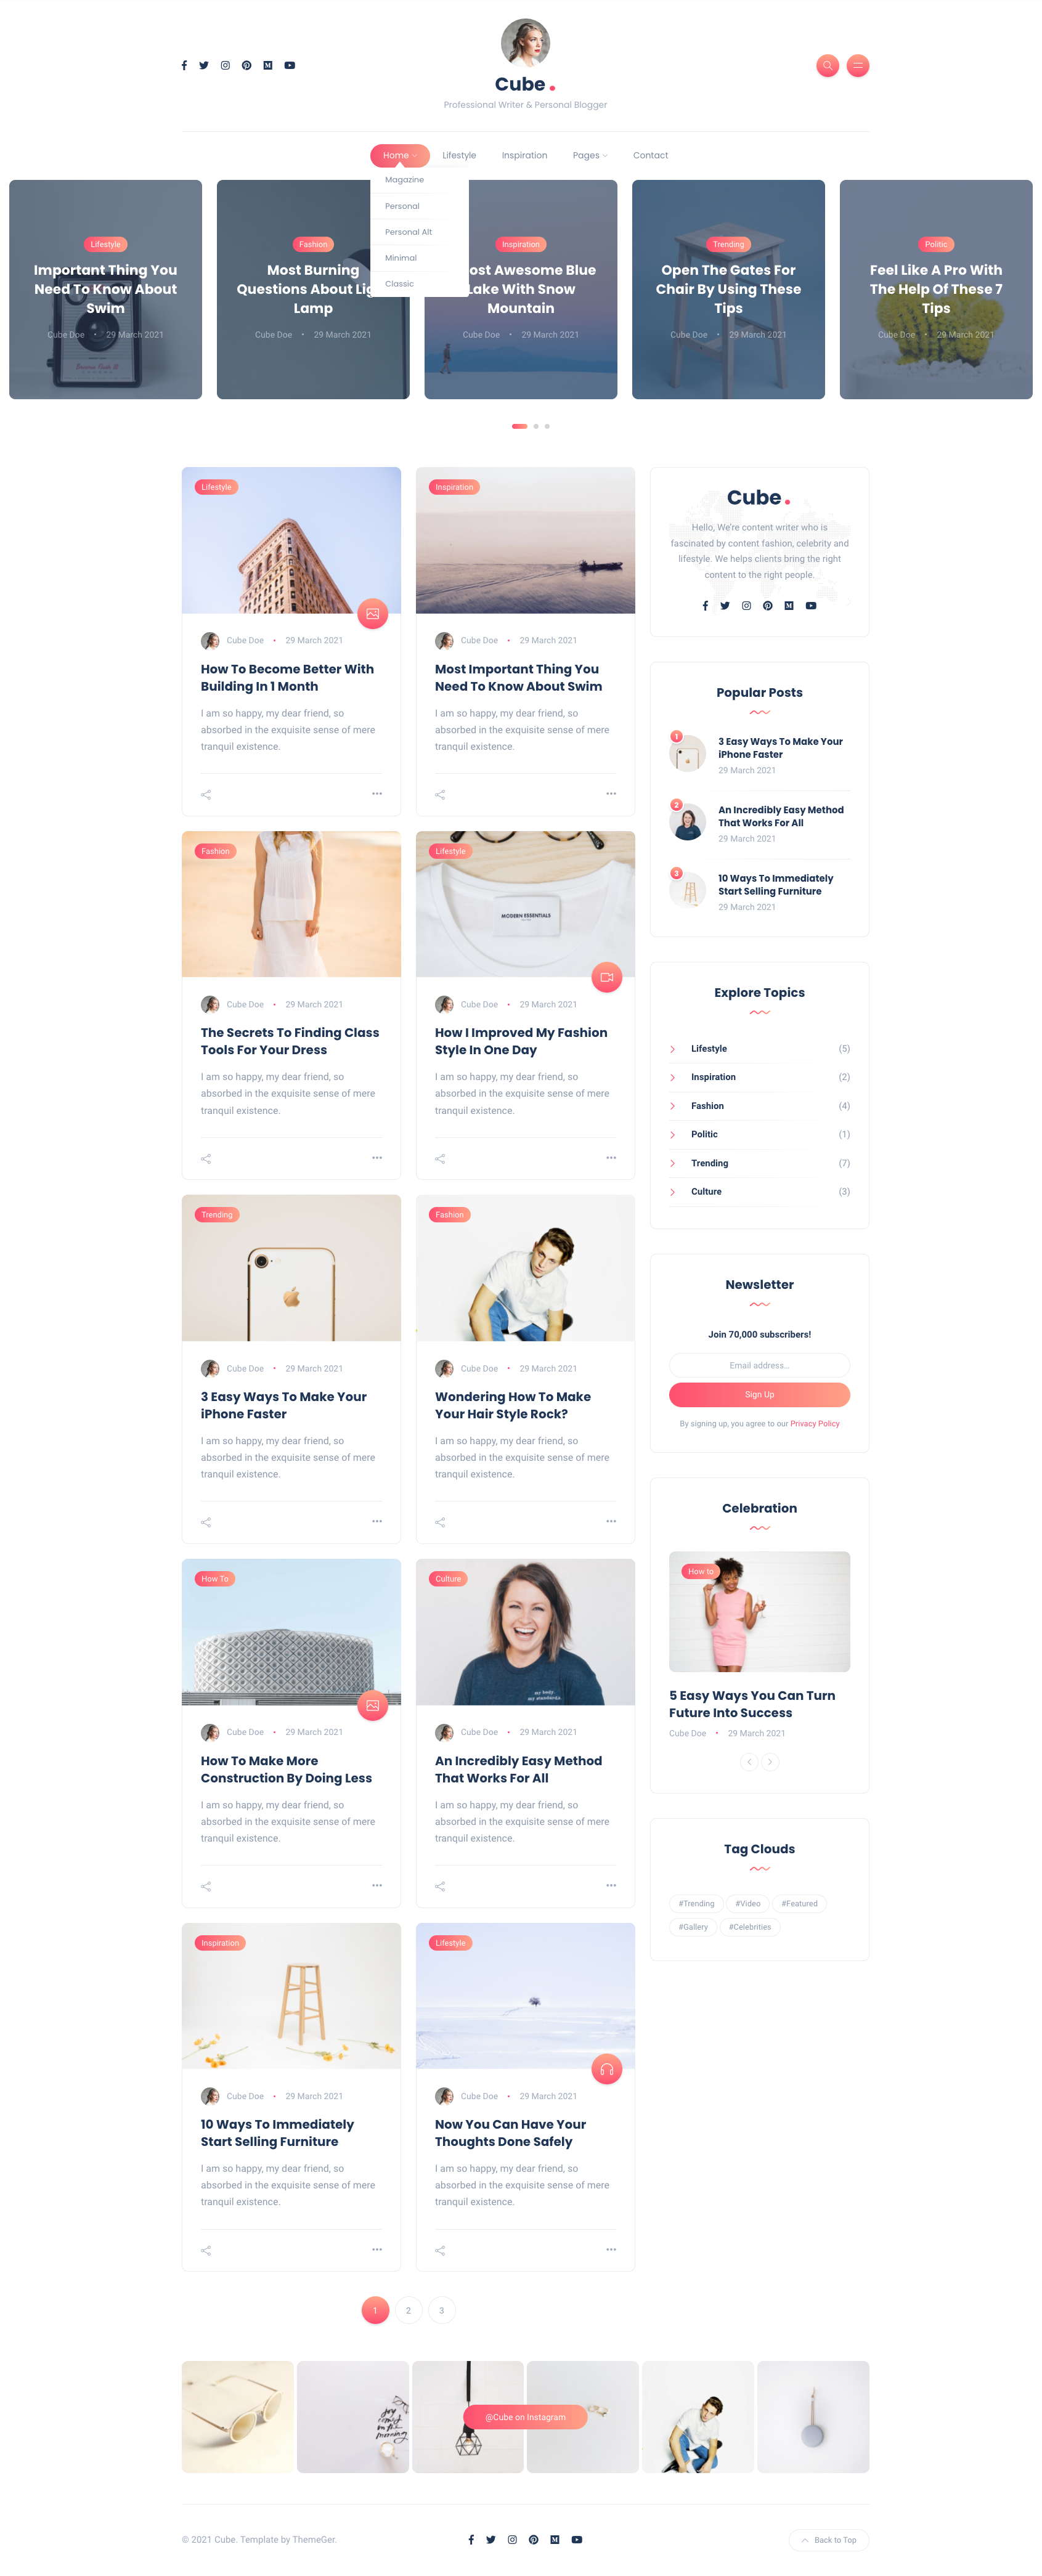 Cube.
Professional Writer & Personal Blogger
Home
Lifestyle
Inspiration
Pages
Contact
Magazine
Personal
Personal Alt
Minimal
Classic
Lifestyle
Important Thing You
Need To Know About
Swim
Cube Doe • 29 March 2021
Fashion
Most Burning
Questions About
Lamp
Cube Doe • 29 March 2021
Inspiration
Awesome Blue
Lake With Snow
Mountain
Cube Doe • 29 March 2021
Trending
Open The Gates For
Chair By Using These
Tips
Cube Doe • 29 March 2021
Politic
Feel Like A Pro With
The Help Of These 7
Tips
Cube Doe • 29 March 2021
Lifestyle
Cube Doe • 29 March 2021
How To Become Better With
Building In 1 Month
I am so happy, my dear friend, so
absorbed in the exquisite sense of mere
tranquil existence.
Inspiration
Cube Doe • 29 March 2021
Most Important Thing You
Need To Know About Swim
I am so happy, my dear friend, so
absorbed in the exquisite sense of mere
tranquil existence.
Fashion
Cube Doe • 29 March 2021
The Secrets To Finding Class
Tools For Your Dress
I am so happy, my dear friend, so
absorbed in the exquisite sense of mere
tranquil existence.
Lifestyle
MODERN ESSENTIALS
Cube Doe • 29 March 2021
How I Improved My Fashion
Style In One Day
I am so happy, my dear friend, so
absorbed in the exquisite sense of mere
tranquil existence.
Trending
Cube Doe • 29 March 2021
3 Easy Ways To Make Your
iPhone Faster
I am so happy, my dear friend, so
absorbed in the exquisite sense of mere
tranquil existence.
Fashion
Cube Doe • 29 March 2021
Wondering How To Make
Your Hair Style Rock?
I am so happy, my dear friend, so
absorbed in the exquisite sense of mere
tranquil existence.
How To
Cube Doe • 29 March 2021
How To Make More
Construction By Doing Less
I am so happy, my dear friend, so
absorbed in the exquisite sense of mere
tranquil existence.
Culture
Cube Doe • 29 March 2021
An Incredibly Easy Method
That Works For All
I am so happy, my dear friend, so
absorbed in the exquisite sense of mere
tranquil existence.
Inspiration
Cube Doe • 29 March 2021
10 Ways To Immediately
Start Selling Furniture
I am so happy, my dear friend, so
absorbed in the exquisite sense of mere
tranquil existence.
Lifestyle
Cube Doe • 29 March 2021
Now You Can Have Your
Thoughts Done Safely
I am so happy, my dear friend, so
absorbed in the exquisite sense of mere
tranquil existence.
1
2
3
Cube.
Hello, We're content writer who is
fascinated by content fashion, celebrity and
lifestyle. We helps clients bring the right
content to the right people.
Popular Posts
1
3 Easy Ways To Make Your
iPhone Faster
29 March 2021
2
An Incredibly Easy Method
That Works For All
29 March 2021
3
10 Ways To Immediately
Start Selling Furniture
29 March 2021
Explore Topics
Lifestyle (5)
Inspiration (2)
Fashion (4)
Politic (1)
Trending (7)
Culture (3)
Newsletter
Join 70,000 subscribers!
Email address...
Sign Up
By signing up, you agree to our Privacy Policy
Celebration
How to
5 Easy Ways You Can Turn
Future Into Success
Cube Doe • 29 March 2021
Tag Clouds
#Trending
#Video
#Featured
#Gallery
#Celebrities
@Cube on Instagram
© 2021 Cube. Template by ThemeGer.
Back to Top